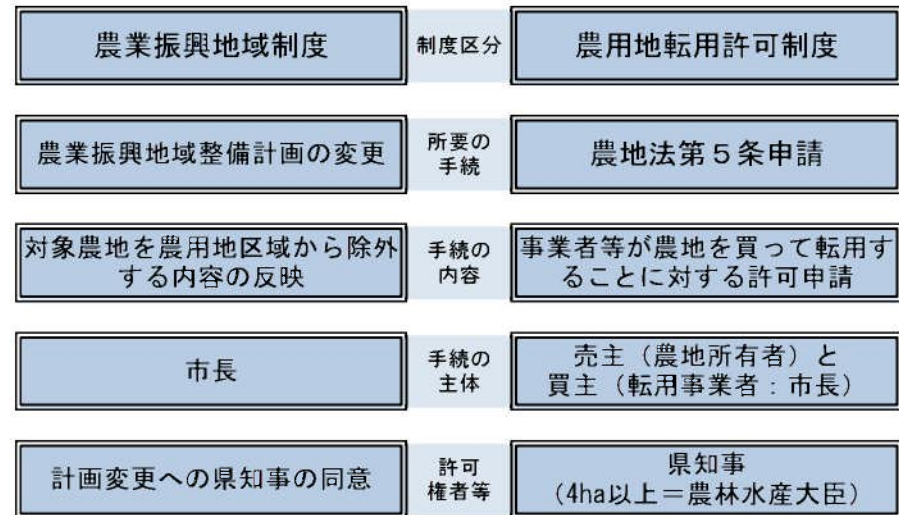 農業振興地域制度
制度区分
農用地転用許可制度
農業振興地域整備計画の変更
所要の
手続
農地法第5条申請
対象農地を農用地区域から除外
する内容の反映
手続の
内容
事業者等が農地を買って転用す
ることに対する許可申請
市長
手続の
主体
売主（農地所有者）と
買主（転用事業者：市長）
計画変更への県知事の同意
許可
権者等
県知事
（4ha以上＝農林水産大臣）